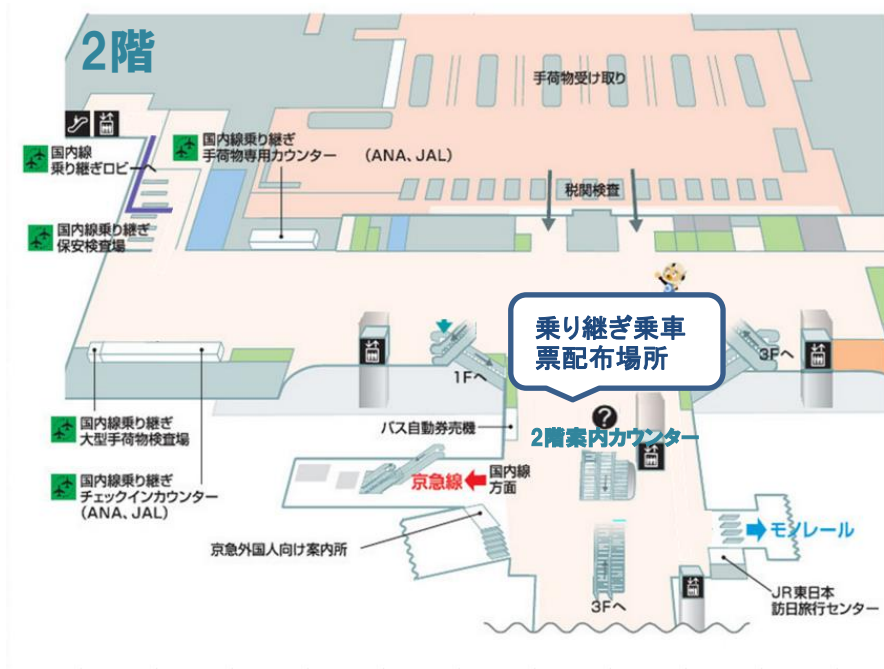 2階
手荷物受け取り
国内線
乗り継ぎロビーへ
国内線乗り継ぎ
手荷物専用カウンター (ANA、JAL)
税関検査
国内線乗り継ぎ
保安検査場
乗り継ぎ乗車
票配布場所
1Fへ
3Fへ
国内線乗り継ぎ
大型手荷物検査場
バス自動券売機
?
2階案内カウンター
国内線乗り継ぎ
チェックインカウンター
(ANA、JAL)
京急線
国内線
方面
モノレール
京急外国人向け案内所
3Fへ
JR東日本
訪日旅行センター